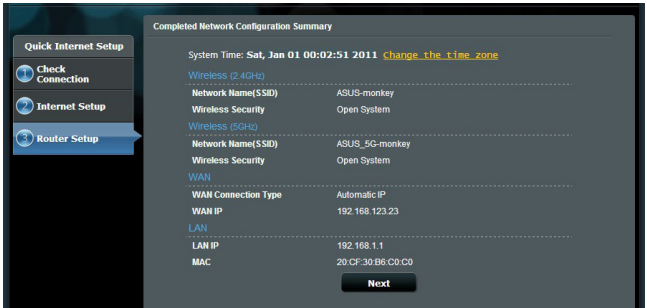 Completed Network Configuration Summary
Quick Internet Setup
1 Check Connection
2 Internet Setup
3 Router Setup
System Time: Sat, Jan 01 00:02:51 2011 Change the time zone
Wireless (2.4GHz)
Network Name(SSID) ASUS-monkey
Wireless Security Open System
Wireless (5GHz)
Network Name(SSID) ASUS_5G-monkey
Wireless Security Open System
WAN
WAN Connection Type Automatic IP
WAN IP 192.168.123.23
LAN
LAN IP 192.168.1.1
MAC 20:CF:30:B6:C0:C0
Next